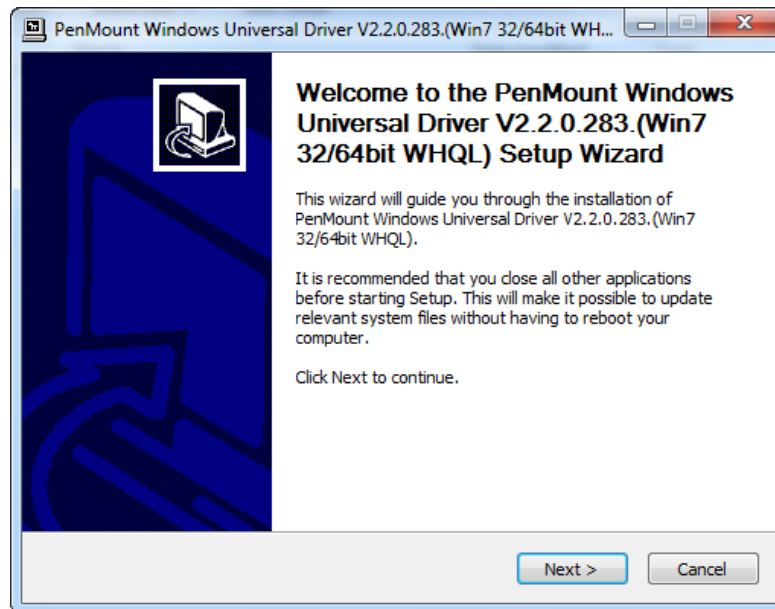 PenMount Windows Universal Driver V2.2.0.283.(Win7 32/64bit WH...
Welcome to the PenMount Windows
Universal Driver V2.2.0.283.(Win7
32/64bit WHQL) Setup Wizard
This wizard will guide you through the installation of
PenMount Windows Universal Driver V2.2.0.283.(Win7
32/64bit WHQL).
It is recommended that you close all other applications
before starting Setup. This will make it possible to update
relevant system files without having to reboot your
computer.
Click Next to continue.
Next >
Cancel